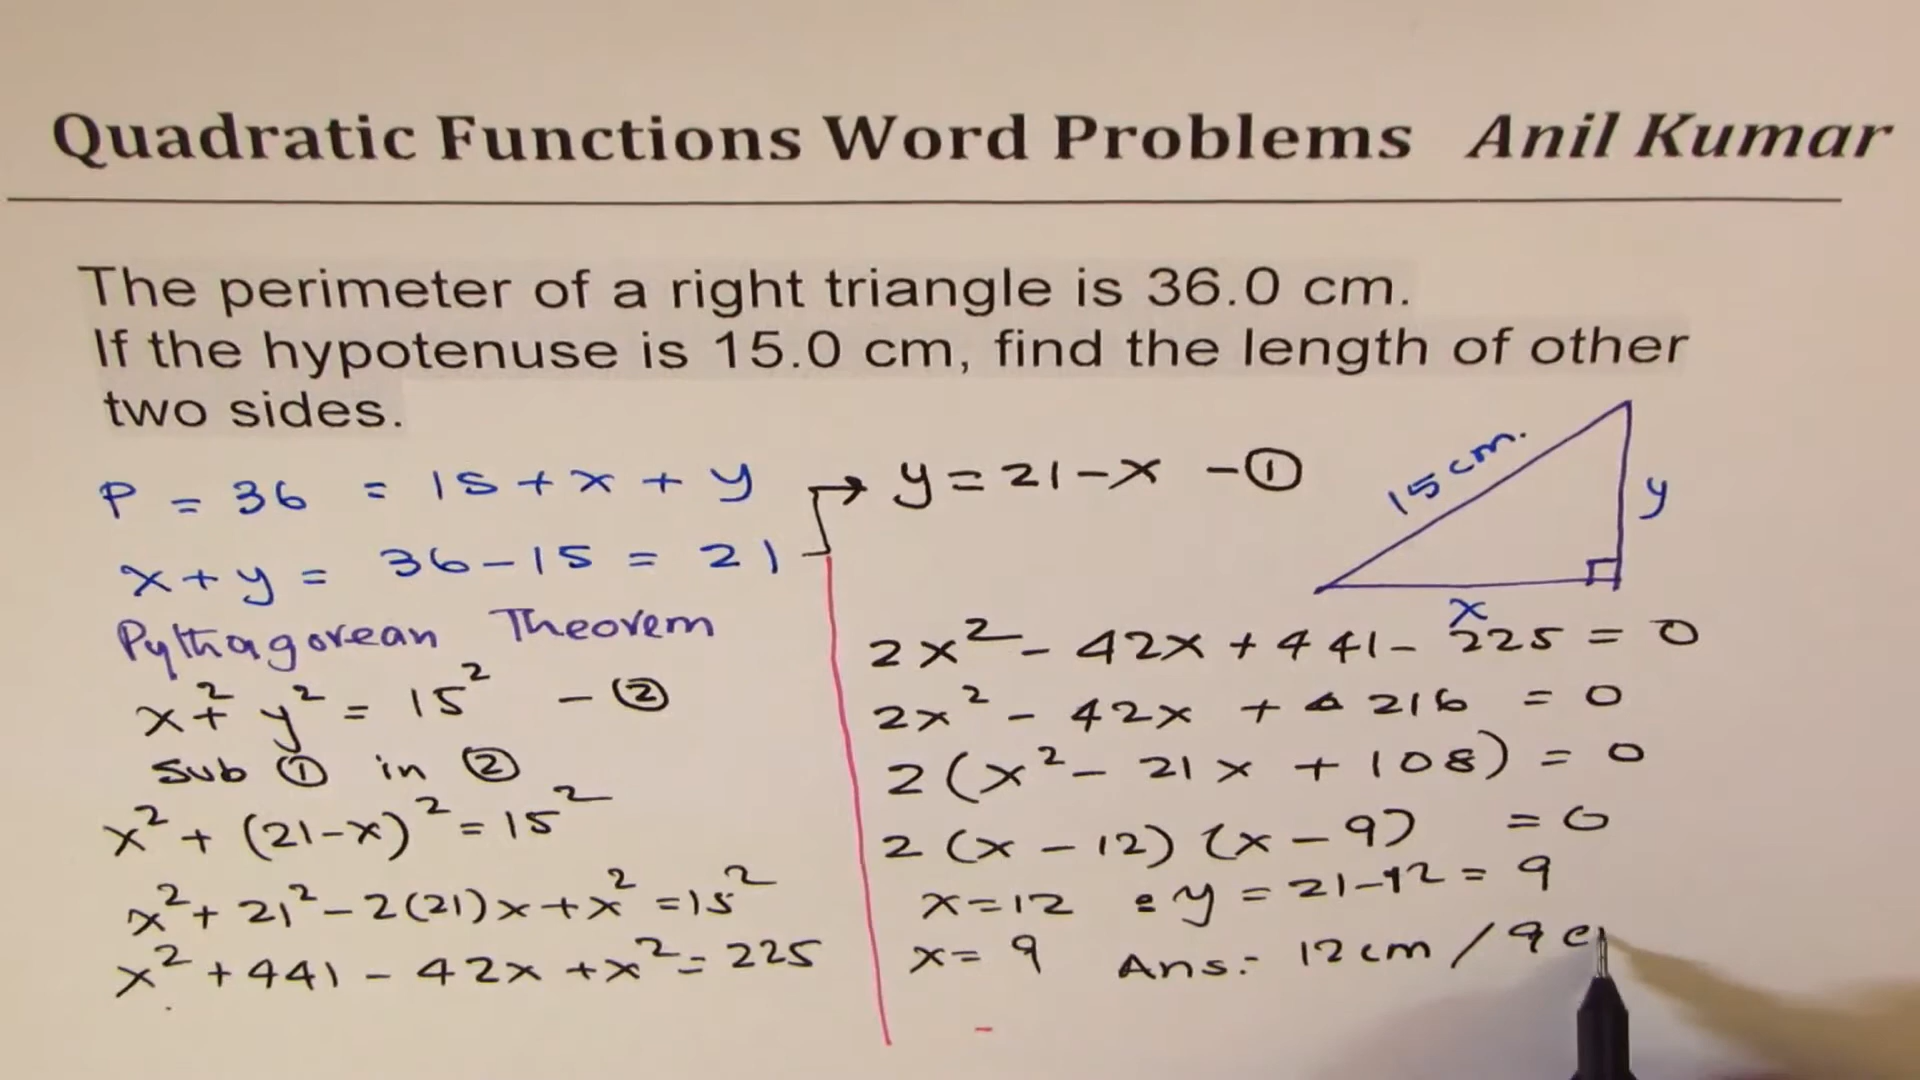 Quadratic Functions Word Problems Anil Kumar
The perimeter of a right triangle is 36.0 cm.
If the hypotenuse is 15.0 cm, find the length of other
two sides.
P = 36 = 15 + x + y
x + y = 36 - 15 = 21
Pythagorean Theorem
x² + y² = 15² - ②
Sub ① in ②
x² + (21-x)² = 15²
x² + 21² - 2(21)x + x² = 15²
x² + 441 - 42x + x² = 225
→ y = 21 - x - ①
15 cm.
y
x
2x² - 42x + 441 - 225 = 0
2x² - 42x + 216 = 0
2(x² - 21x + 108) = 0
2(x - 12)(x - 9) = 0
x = 12 y = 21 - 12 = 9
x = 9 Ans:- 12 cm / 9 c